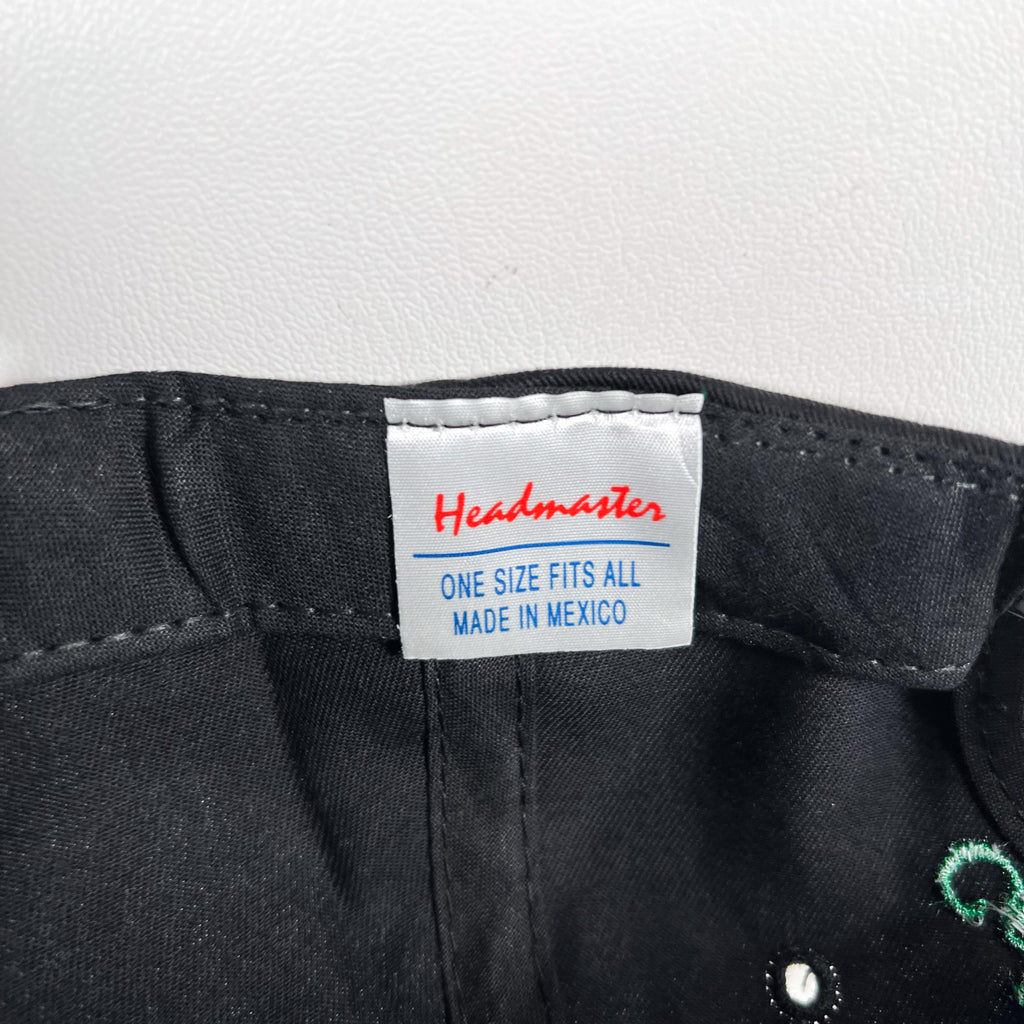 Headmaster
ONE SIZE FITS ALL
MADE IN MEXICO